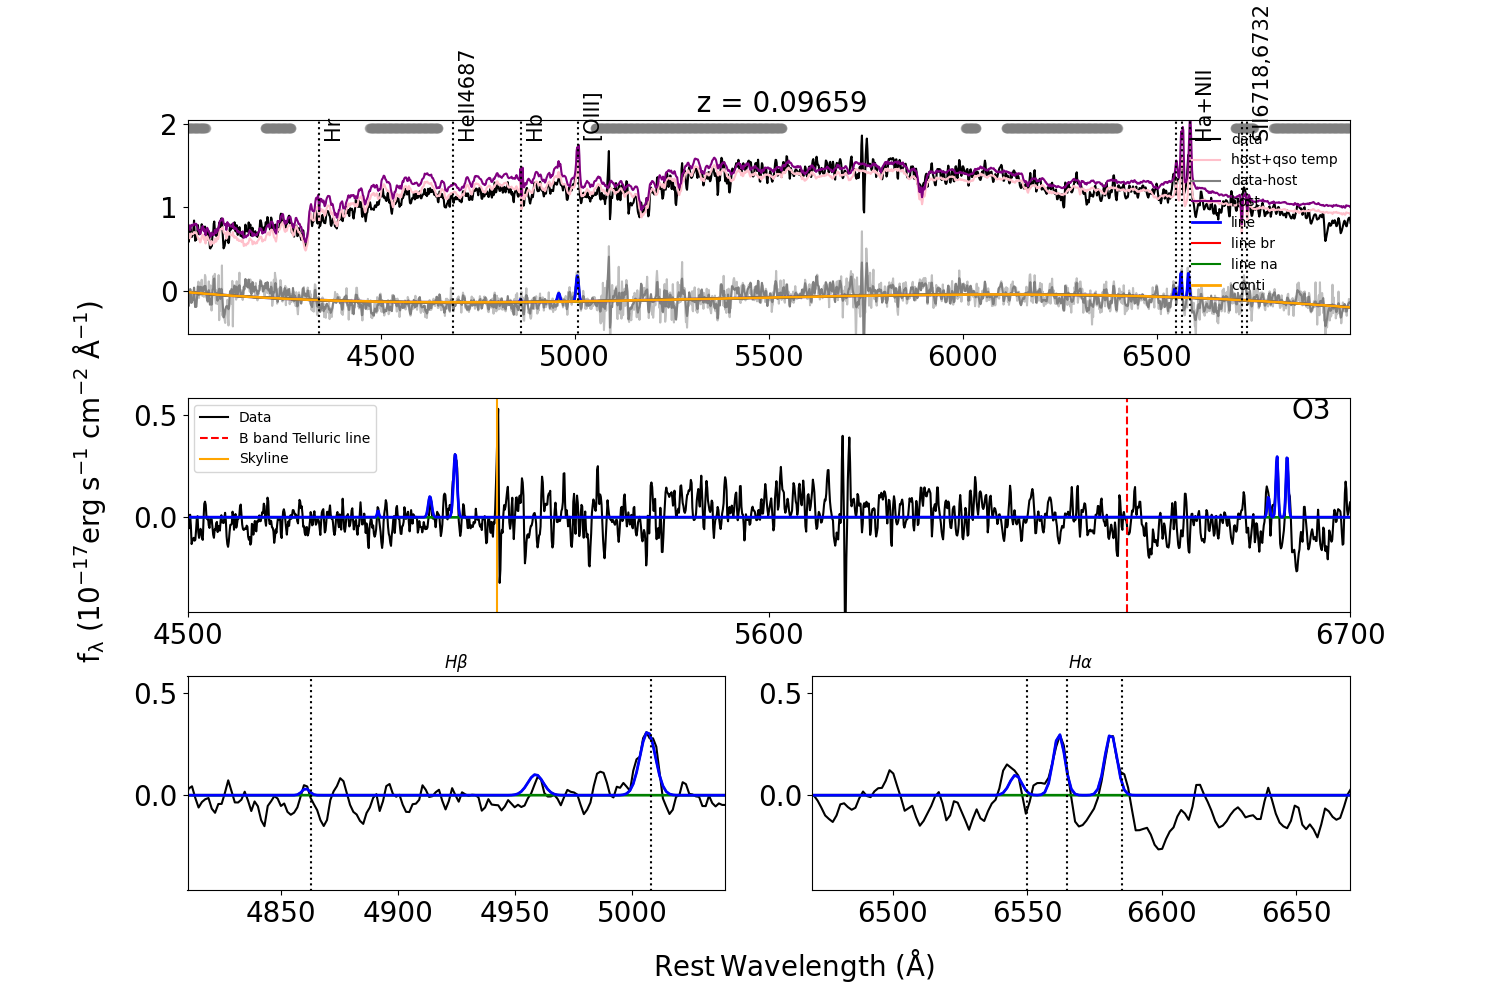 z = 0.09659
Hr
HeII4687
Hb
[OIII]
Ha+NII
SII6718,6732
2
1
0
data
host+qso temp
data-host
host
line
line br
line na
conti
4500 5000 5500 6000 6500
O3
0.5
0.0
Data
B band Telluric line
Skyline
4500 5600 6700
fλ (10−17erg s−1 cm−2 Å−1)
Hβ
0.5
0.0
4850 4900 4950 5000
Hα
0.5
0.0
6500 6550 6600 6650
Rest Wavelength (Å)